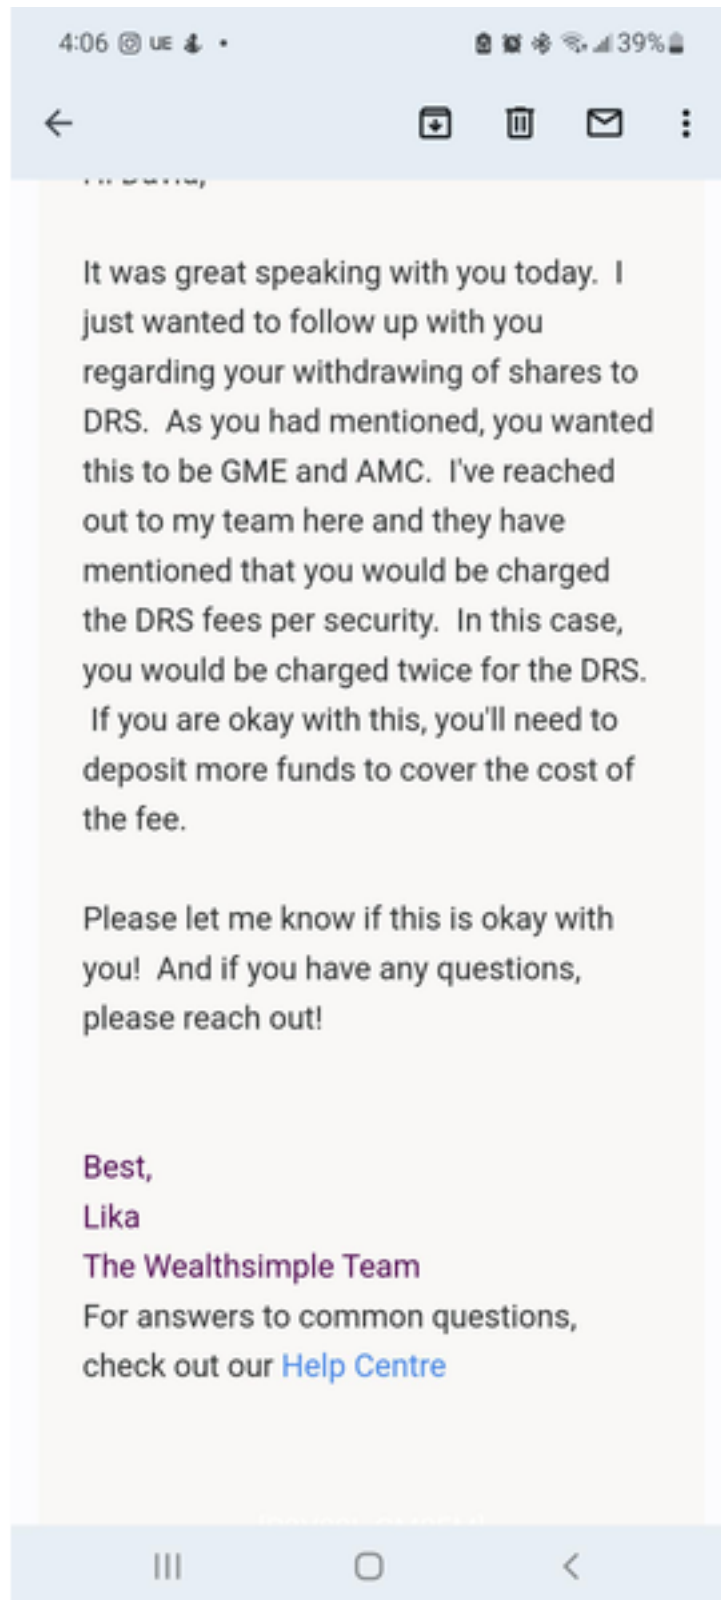 4:06 UE 39%
It was great speaking with you today.  I
just wanted to follow up with you
regarding your withdrawing of shares to
DRS.  As you had mentioned, you wanted
this to be GME and AMC.  I've reached
out to my team here and they have
mentioned that you would be charged
the DRS fees per security.  In this case,
you would be charged twice for the DRS.
If you are okay with this, you'll need to
deposit more funds to cover the cost of
the fee.
Please let me know if this is okay with
you!  And if you have any questions,
please reach out!
Best,
Lika
The Wealthsimple Team
For answers to common questions,
check out our Help Centre